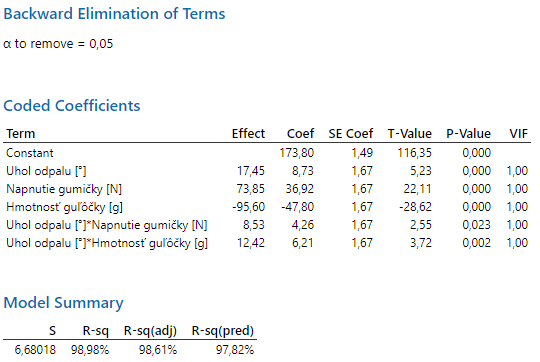 Backward Elimination of Terms
α to remove = 0,05
Coded Coefficients
Term Effect Coef SE Coef T-Value P-Value VIF
Constant 173,80 1,49 116,35 0,000
Uhol odpalu [°] 17,45 8,73 1,67 5,23 0,000 1,00
Napnutie gumičky [N] 73,85 36,92 1,67 22,11 0,000 1,00
Hmotnosť guľôčky [g] -95,60 -47,80 1,67 -28,62 0,000 1,00
Uhol odpalu [°]*Napnutie gumičky [N] 8,53 4,26 1,67 2,55 0,023 1,00
Uhol odpalu [°]*Hmotnosť guľôčky [g] 12,42 6,21 1,67 3,72 0,002 1,00
Model Summary
S R-sq R-sq(adj) R-sq(pred)
6,68018 98,98% 98,61% 97,82%